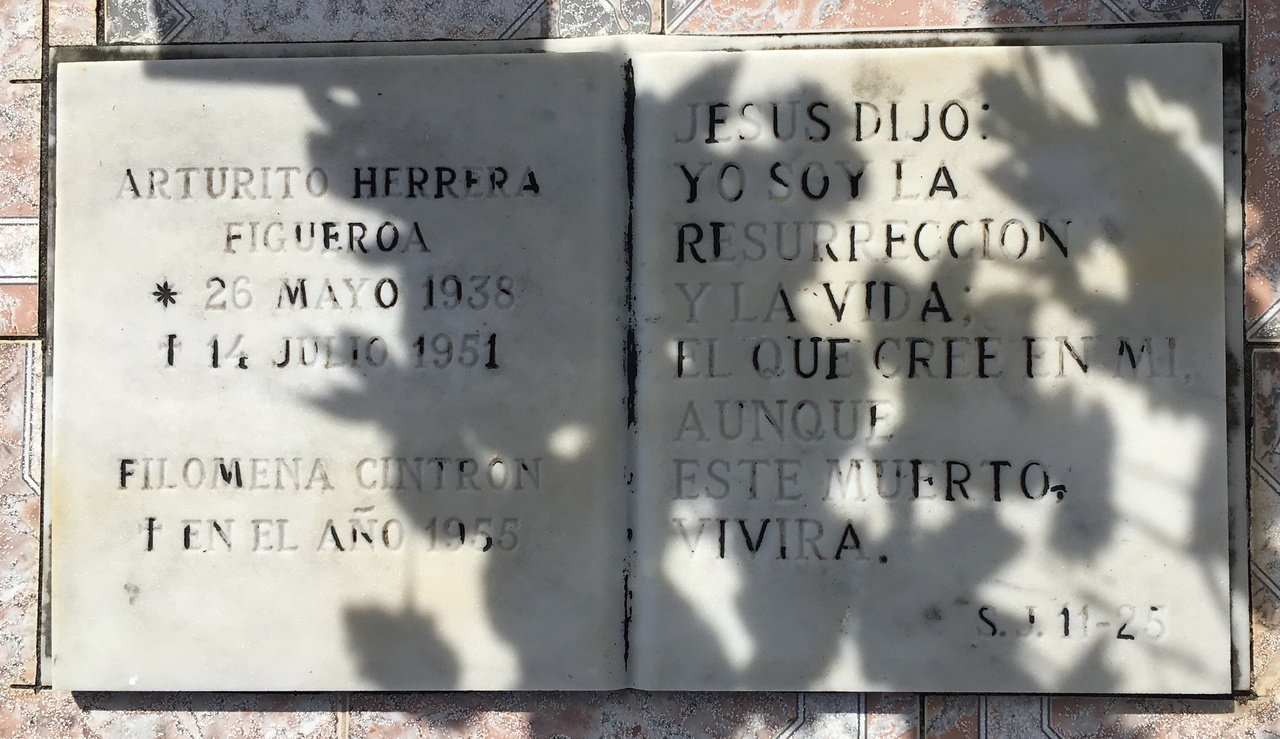 ARTURITO HERRERA
FIGUEROA
* 26 MAYO 1938
† 14 JULIO 1951
FILOMENA CINTRON
† EN EL AÑO 1955
JESUS DIJO:
YO SOY LA
RESURRECCION
Y LA VIDA;
EL QUE CREE EN MI,
AUNQUE
ESTE MUERTO,
VIVIRA.
S. J. 11-25